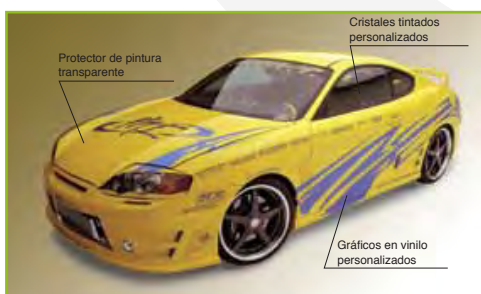 Cristales tintados
personalizados
Protector de pintura
transparente
Gráficos en vinilo
personalizados